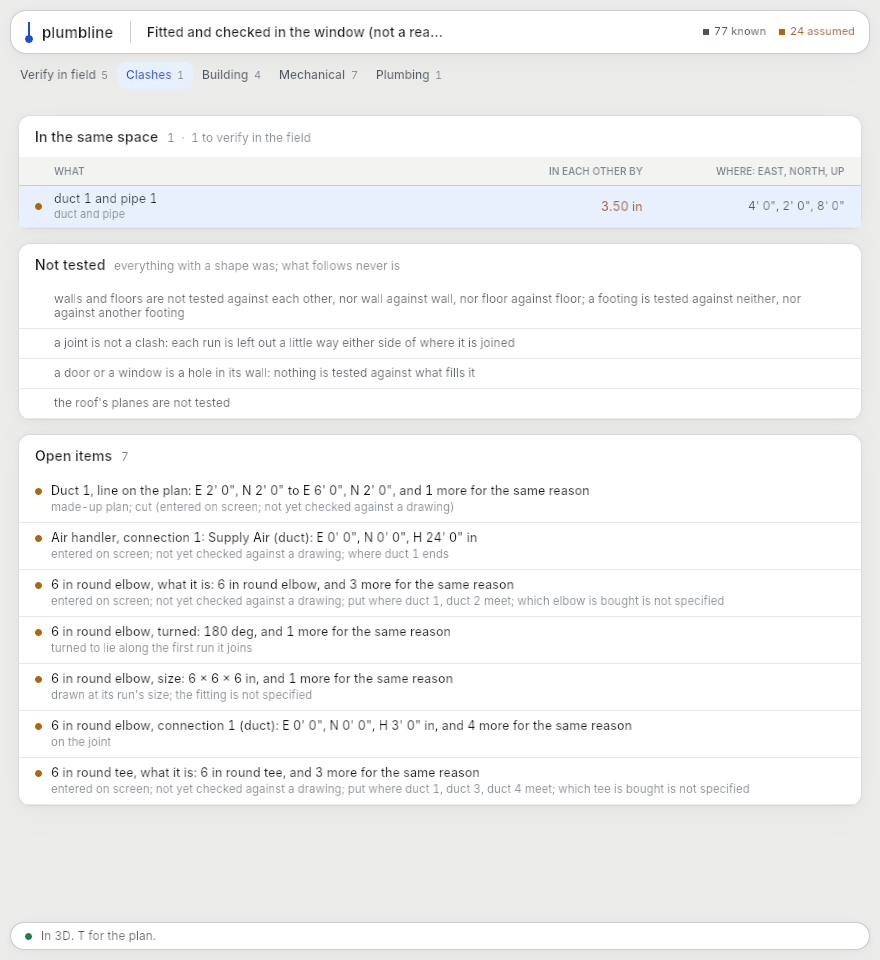 plumbline
Fitted and checked in the window (not a rea...
77 known
24 assumed
Verify in field 5
Clashes 1
Building 4
Mechanical 7
Plumbing 1
In the same space 1 · 1 to verify in the field
WHAT
IN EACH OTHER BY
WHERE: EAST, NORTH, UP
duct 1 and pipe 1
duct and pipe
3.50 in
4' 0", 2' 0", 8' 0"
Not tested everything with a shape was; what follows never is
walls and floors are not tested against each other, nor wall against wall, nor floor against floor; a footing is tested against neither, nor
against another footing
a joint is not a clash: each run is left out a little way either side of where it is joined
a door or a window is a hole in its wall: nothing is tested against what fills it
the roof's planes are not tested
Open items 7
Duct 1, line on the plan: E 2' 0", N 2' 0" to E 6' 0", N 2' 0", and 1 more for the same reason
made-up plan; cut (entered on screen; not yet checked against a drawing)
Air handler, connection 1: Supply Air (duct): E 0' 0", N 0' 0", H 24' 0" in
entered on screen; not yet checked against a drawing; where duct 1 ends
6 in round elbow, what it is: 6 in round elbow, and 3 more for the same reason
entered on screen; not yet checked against a drawing; put where duct 1, duct 2 meet; which elbow is bought is not specified
6 in round elbow, turned: 180 deg, and 1 more for the same reason
turned to lie along the first run it joins
6 in round elbow, size: 6 × 6 × 6 in, and 1 more for the same reason
drawn at its run's size; the fitting is not specified
6 in round elbow, connection 1 (duct): E 0' 0", N 0' 0", H 3' 0" in, and 4 more for the same reason
on the joint
6 in round tee, what it is: 6 in round tee, and 3 more for the same reason
entered on screen; not yet checked against a drawing; put where duct 1, duct 3, duct 4 meet; which tee is bought is not specified
In 3D. T for the plan.